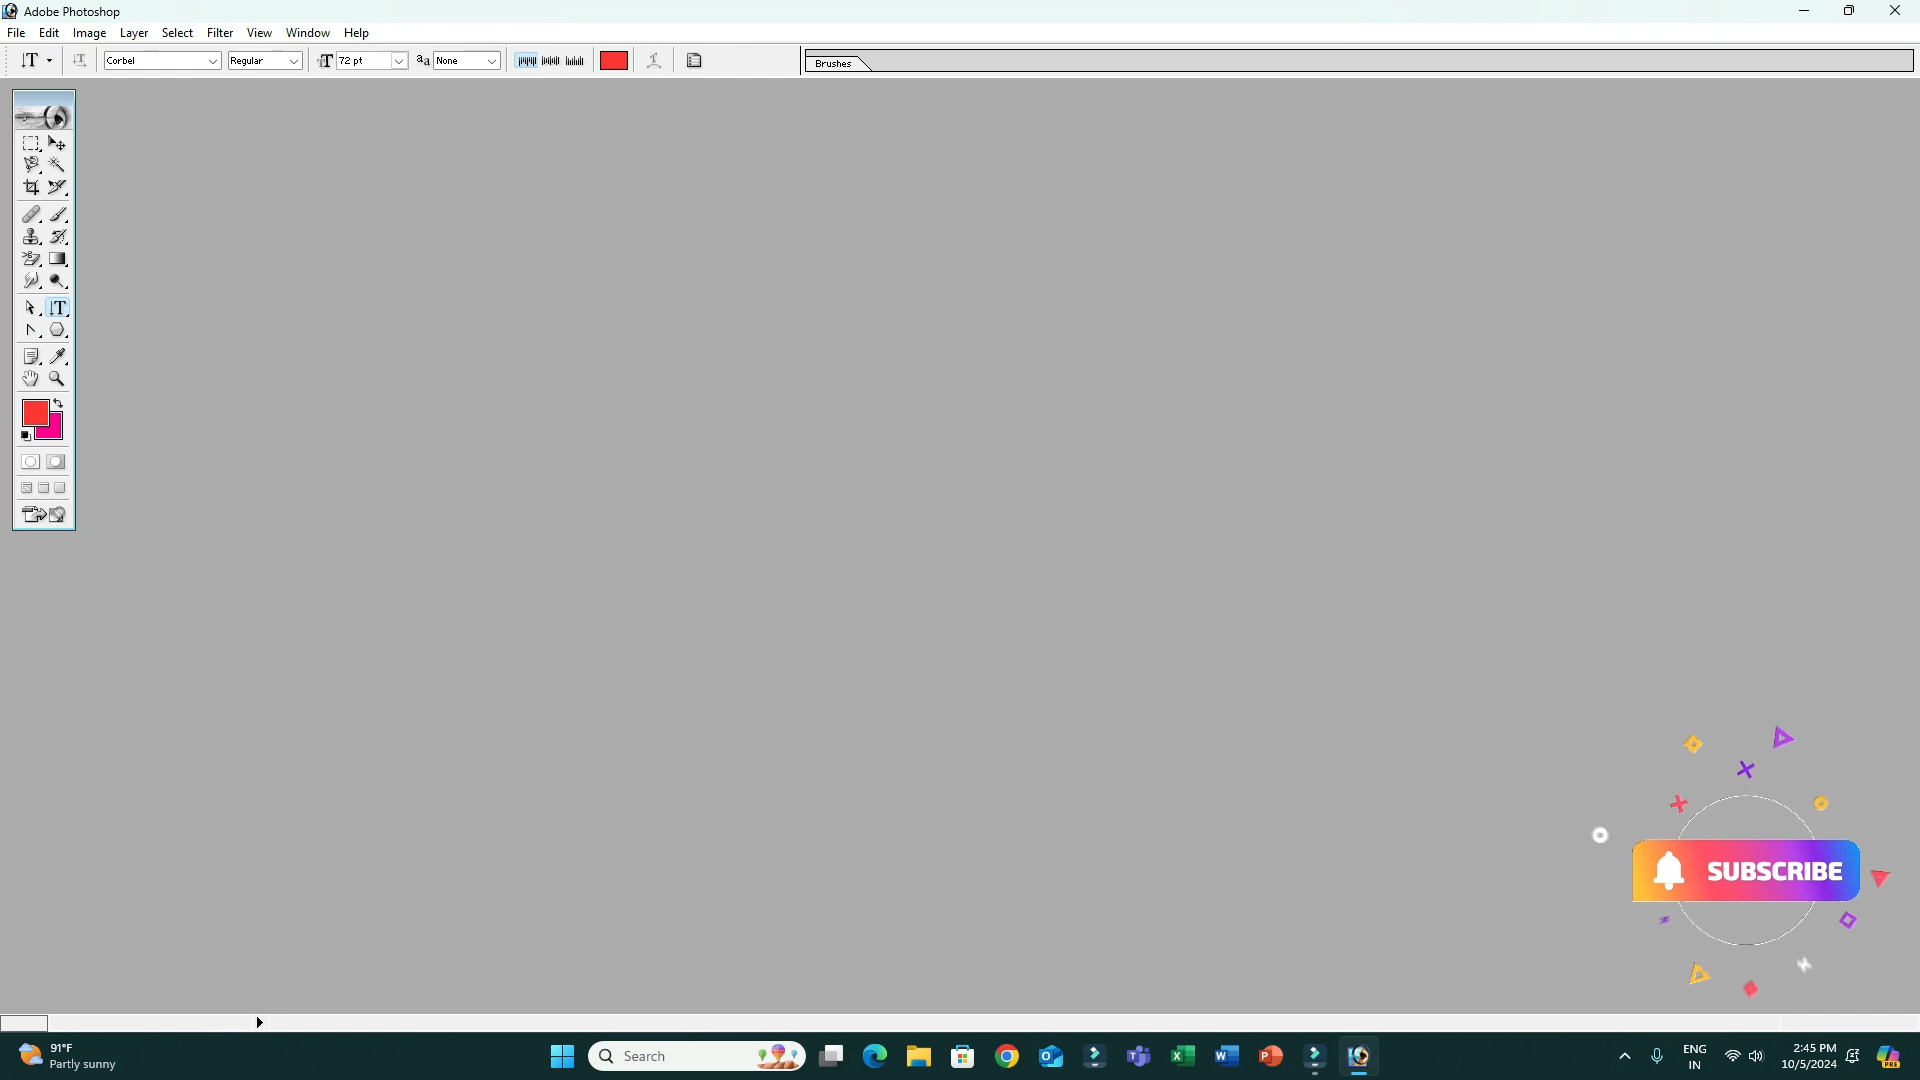 Adobe Photoshop
File Edit Image Layer Select Filter View Window Help
Corbel Regular 72 pt aa None Brushes
SUBSCRIBE
91°F
Partly sunny
Search
ENG
IN
2:45 PM
10/5/2024